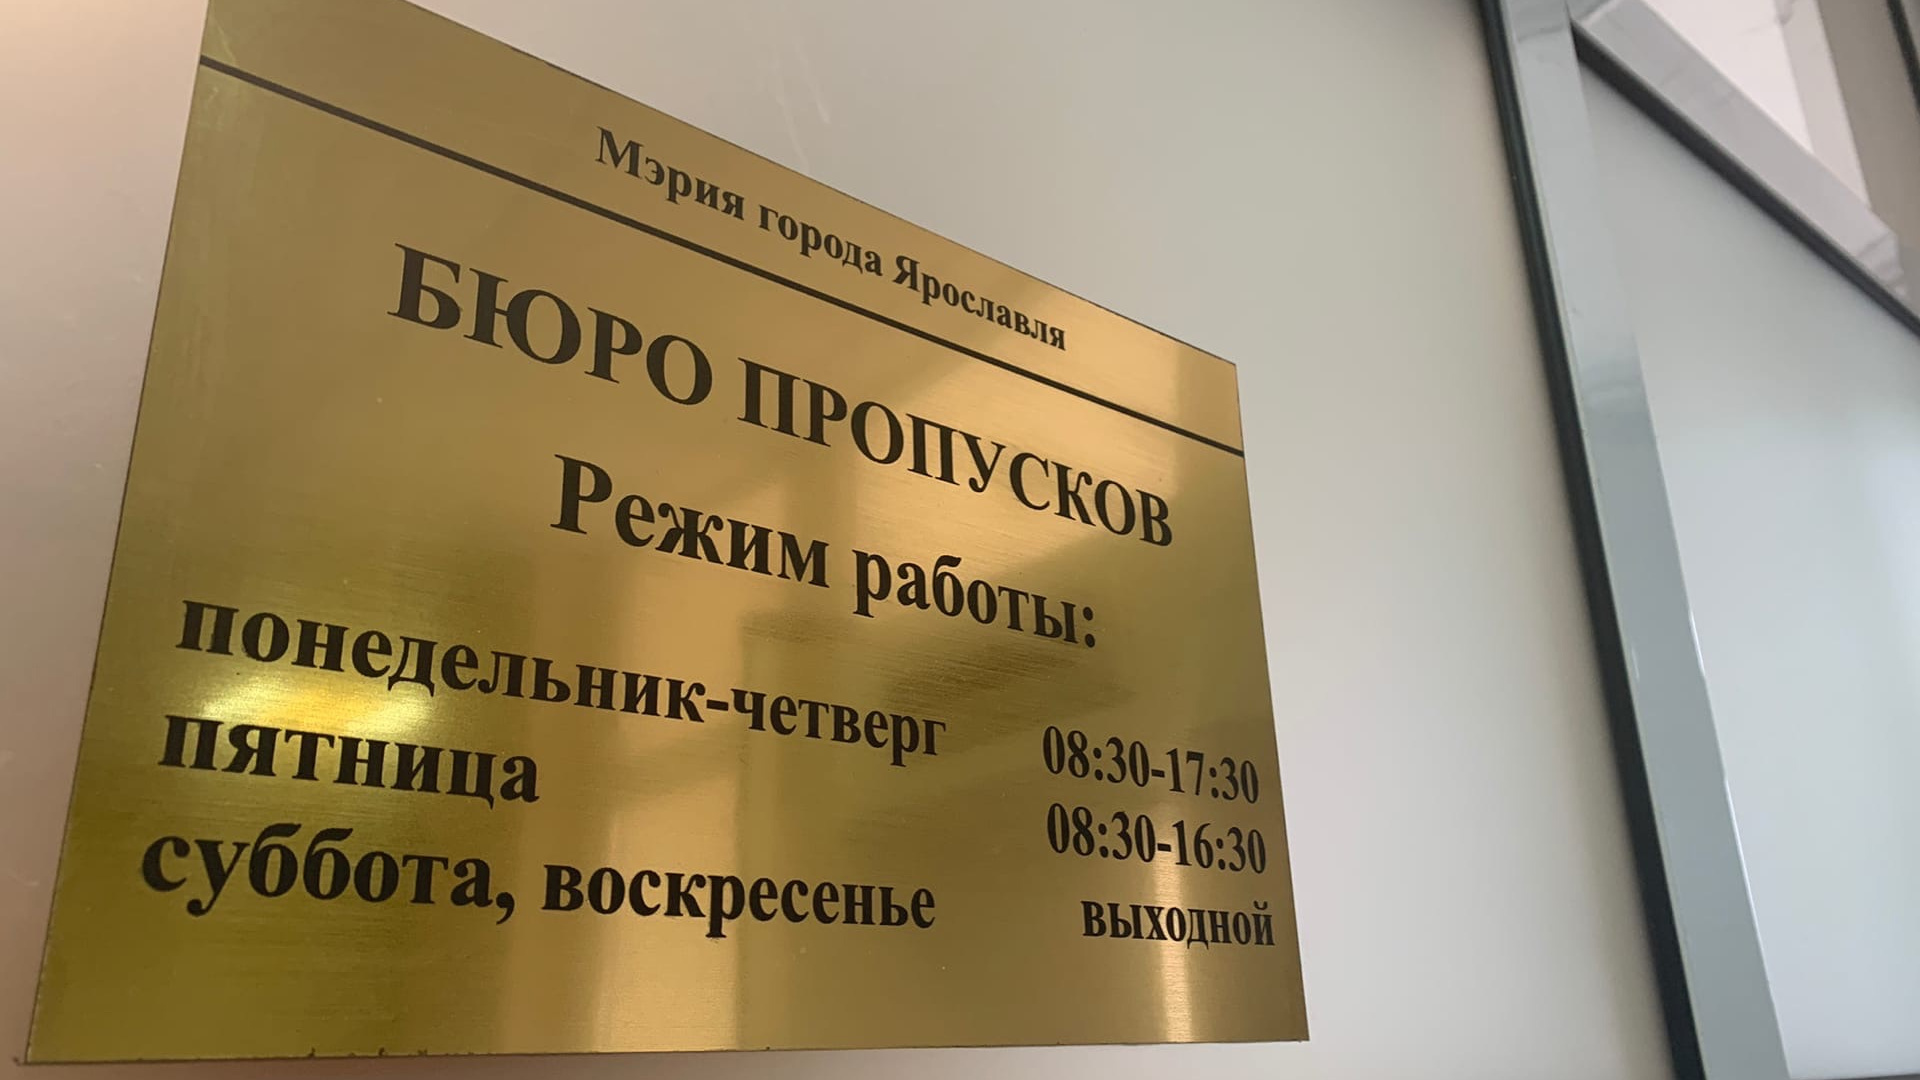 Мэрия города Ярославля
БЮРО ПРОПУСКОВ
Режим работы:
понедельник-четверг 08:30-17:30
пятница 08:30-16:30
суббота, воскресенье выходной